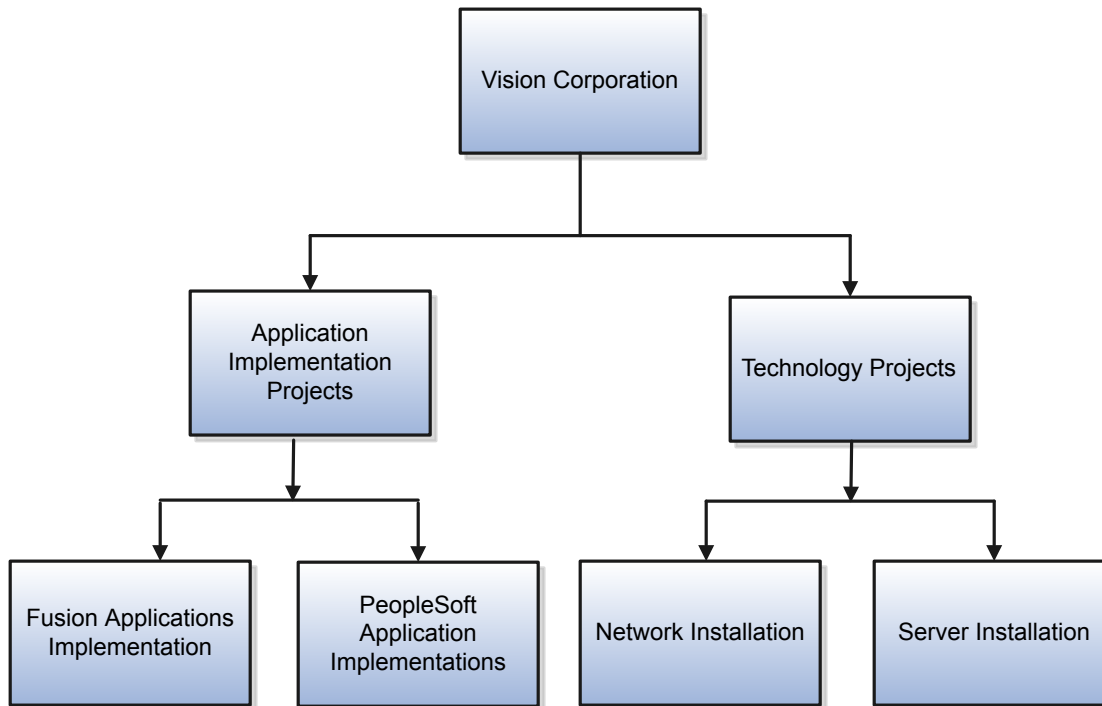 Vision Corporation
Application
Implementation
Projects
Technology Projects
Fusion Applications
Implementation
PeopleSoft
Application
Implementations
Network Installation
Server Installation